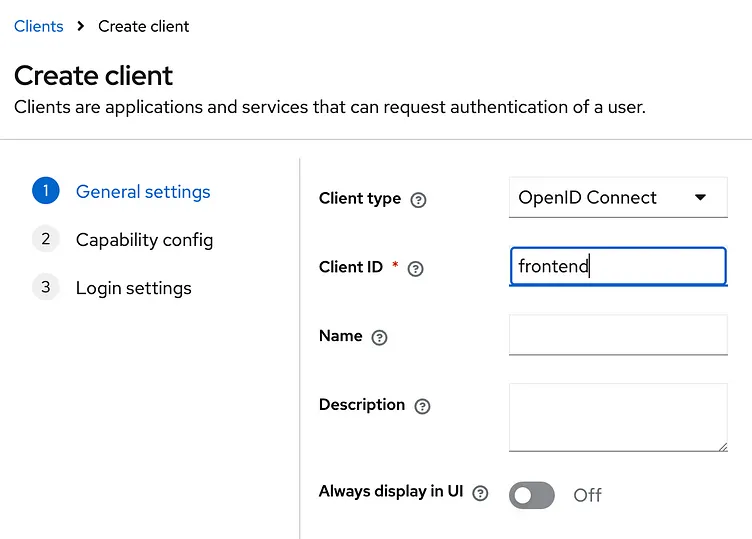 Clients > Create client
Create client
Clients are applications and services that can request authentication of a user.
1 General settings
2 Capability config
3 Login settings
Client type ? OpenID Connect
Client ID * ? frontend
Name ?
Description ?
Always display in UI ? Off